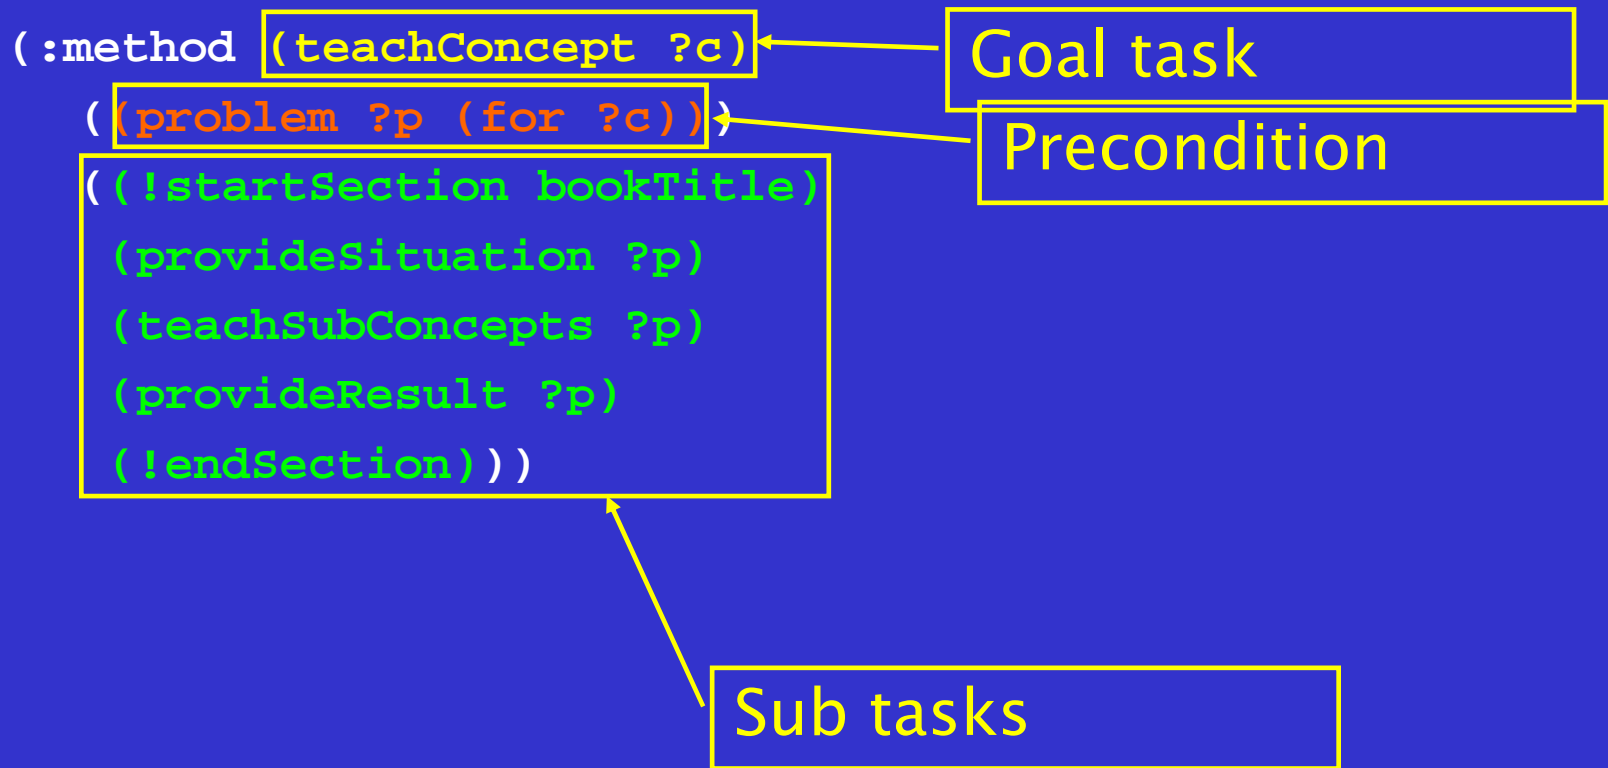 (:method (teachConcept ?c)
((problem ?p (for ?c)))
((!startSection bookTitle)
(provideSituation ?p)
(teachSubConcepts ?p)
(provideResult ?p)
(!endSection)))
Goal task
Precondition
Sub tasks